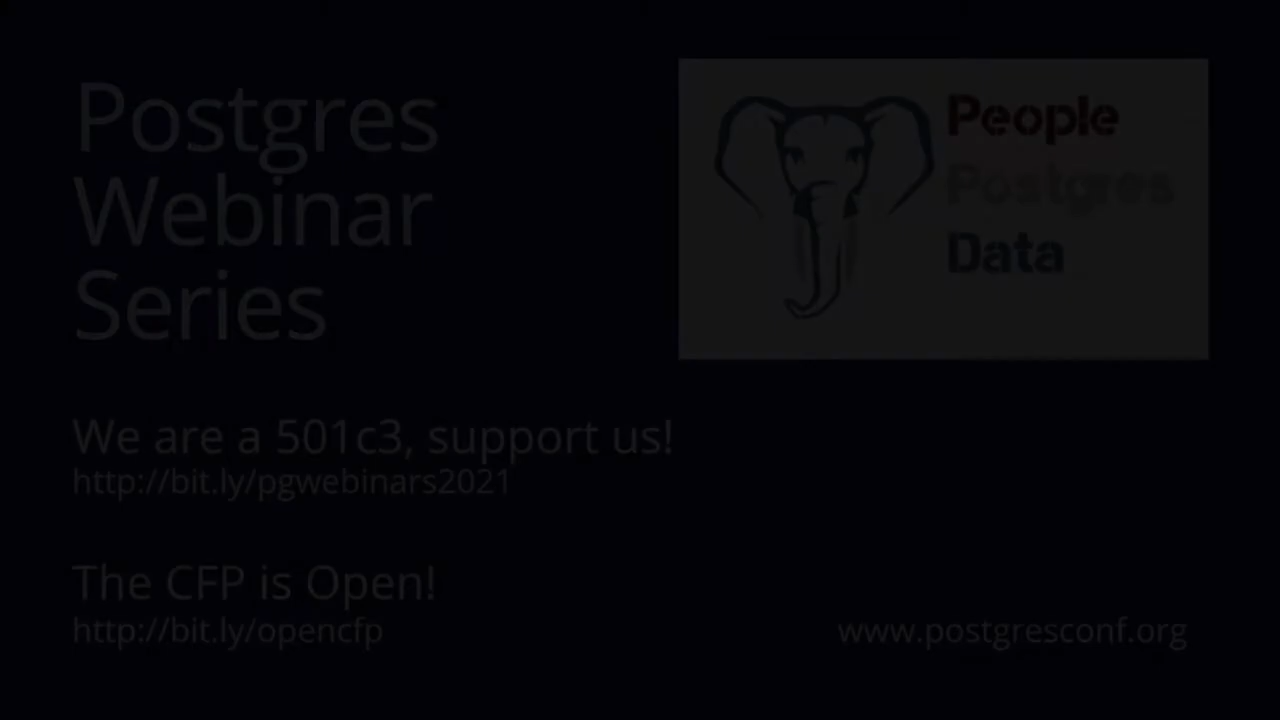 Postgres
Webinar
Series
People
Postgres
Data
We are a 501c3, support us!
http://bit.ly/pgwebinars2021
The CFP is Open!
http://bit.ly/opencfp
www.postgresconf.org